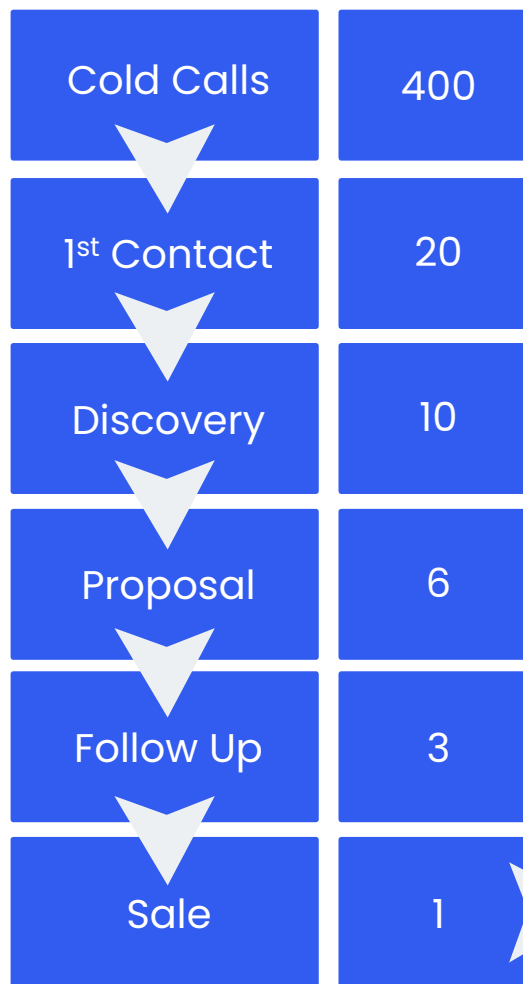 Cold Calls
400
1st Contact
20
Discovery
10
Proposal
6
Follow Up
3
Sale
1